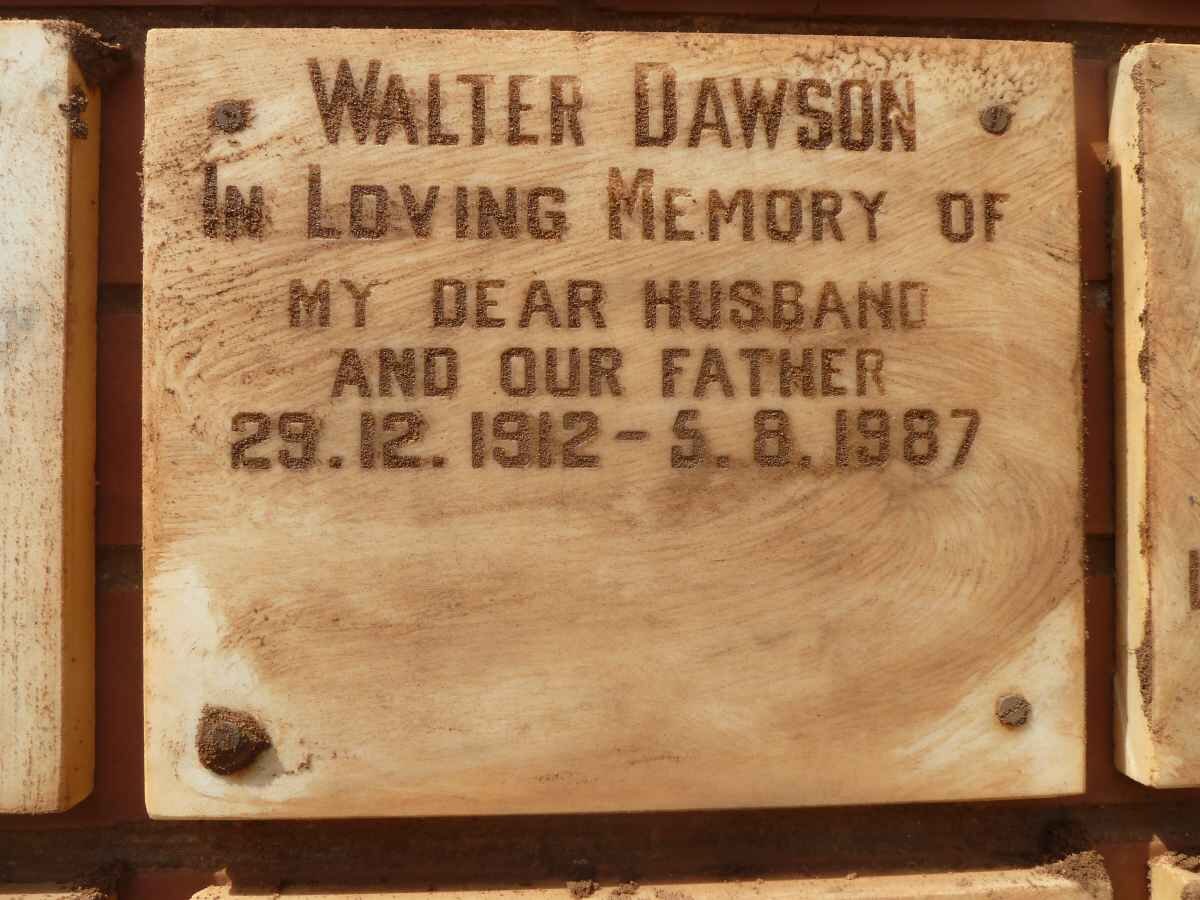 WALTER DAWSON
IN LOVING MEMORY OF
MY DEAR HUSBAND
AND OUR FATHER
29.12.1912-5.8.1987